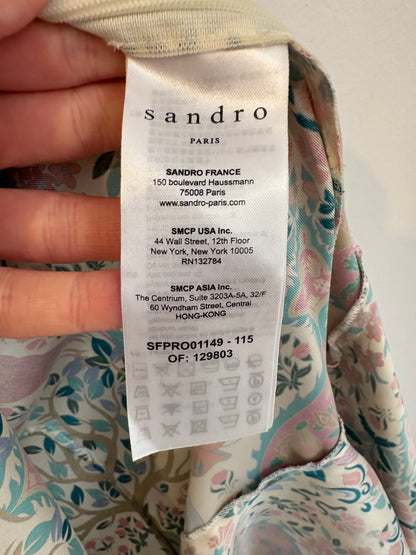 sandro
PARIS
SANDRO FRANCE
150 boulevard Haussmann
75008 Paris
www.sandro-paris.com
SMCP USA Inc.
44 Wall Street, 12th Floor
New York, New York 10005
RN132784
SMCP ASIA Inc.
The Centrium, Suite 3203A-5A, 32/F
60 Wyndham Street, Central
HONG-KONG
SFPRO01149 - 115
OF: 129803